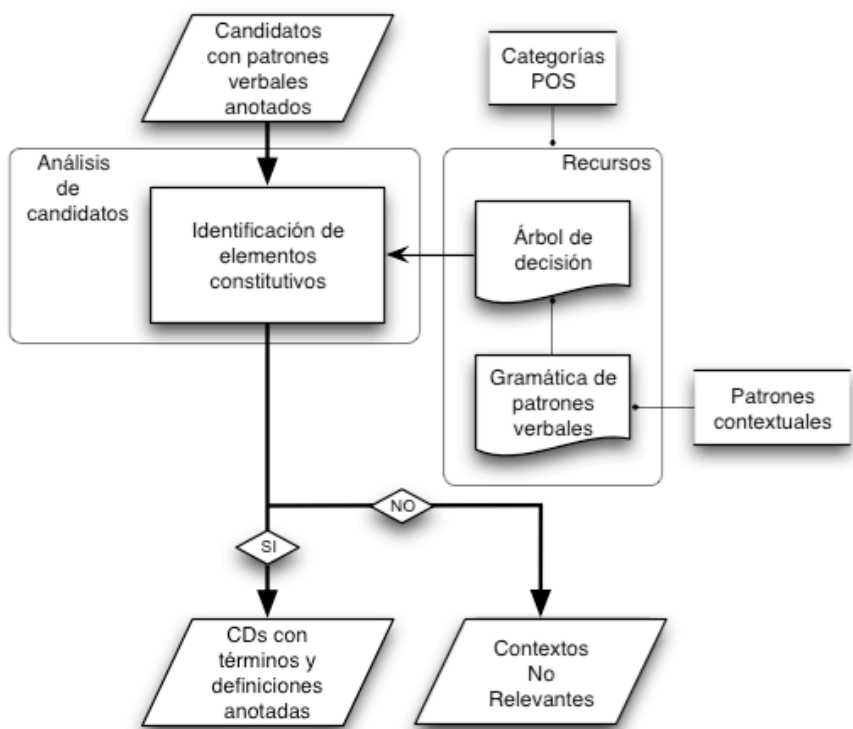 Candidatos
con patrones
verbales
anotados
Categorías
POS
Análisis
de
candidatos
Recursos
Identificación de
elementos
constitutivos
Árbol de
decisión
Gramática de
patrones
verbales
Patrones
contextuales
NO
SI
CDs con
términos y
definiciones
anotadas
Contextos
No
Relevantes